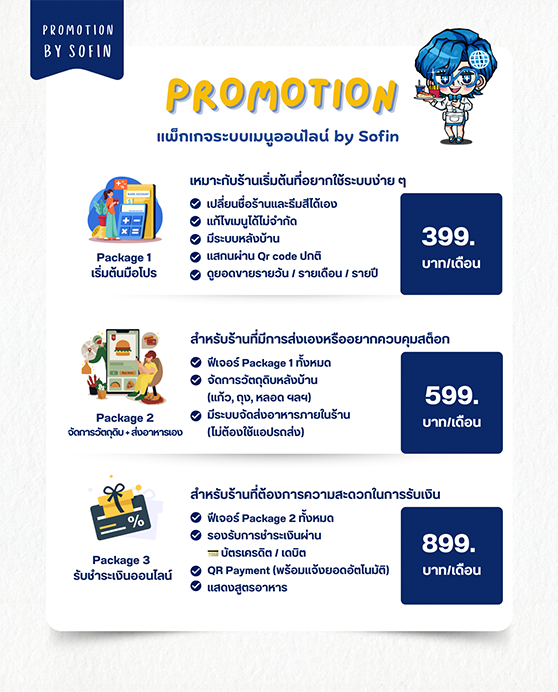 PROMOTION
BY SOFIN
PROMOTION
แพ็กเกจระบบเมนูออนไลน์ by Sofin
เหมาะกับร้านเริ่มต้นที่อยากใช้ระบบง่าย ๆ
เปลี่ยนชื่อร้านและธีมสีได้เอง
แก้ไขเมนูได้ไม่จำกัด
มีระบบหลังบ้าน
สแกนผ่าน Qr code ปกติ
ดูยอดขายรายวัน / รายเดือน / รายปี
Package 1
เริ่มต้นมือโปร
399.
บาท/เดือน
สำหรับร้านที่มีการส่งเองหรืออยากควบคุมสต็อก
ฟีเจอร์ Package 1 ทั้งหมด
จัดการวัตถุดิบหลังบ้าน
(แก้ว, ถุง, หลอด ฯลฯ)
มีระบบจัดส่งอาหารภายในร้าน
(ไม่ต้องใช้แอปรถส่ง)
Package 2
จัดการวัตถุดิบ + ส่งอาหารเอง
599.
บาท/เดือน
สำหรับร้านที่ต้องการความสะดวกในการรับเงิน
ฟีเจอร์ Package 2 ทั้งหมด
รองรับการชำระเงินผ่าน
💳 บัตรเครดิต / เดบิต
QR Payment (พร้อมแจ้งยอดอัตโนมัติ)
แสดงสูตรอาหาร
Package 3
รับชำระเงินออนไลน์
%
899.
บาท/เดือน